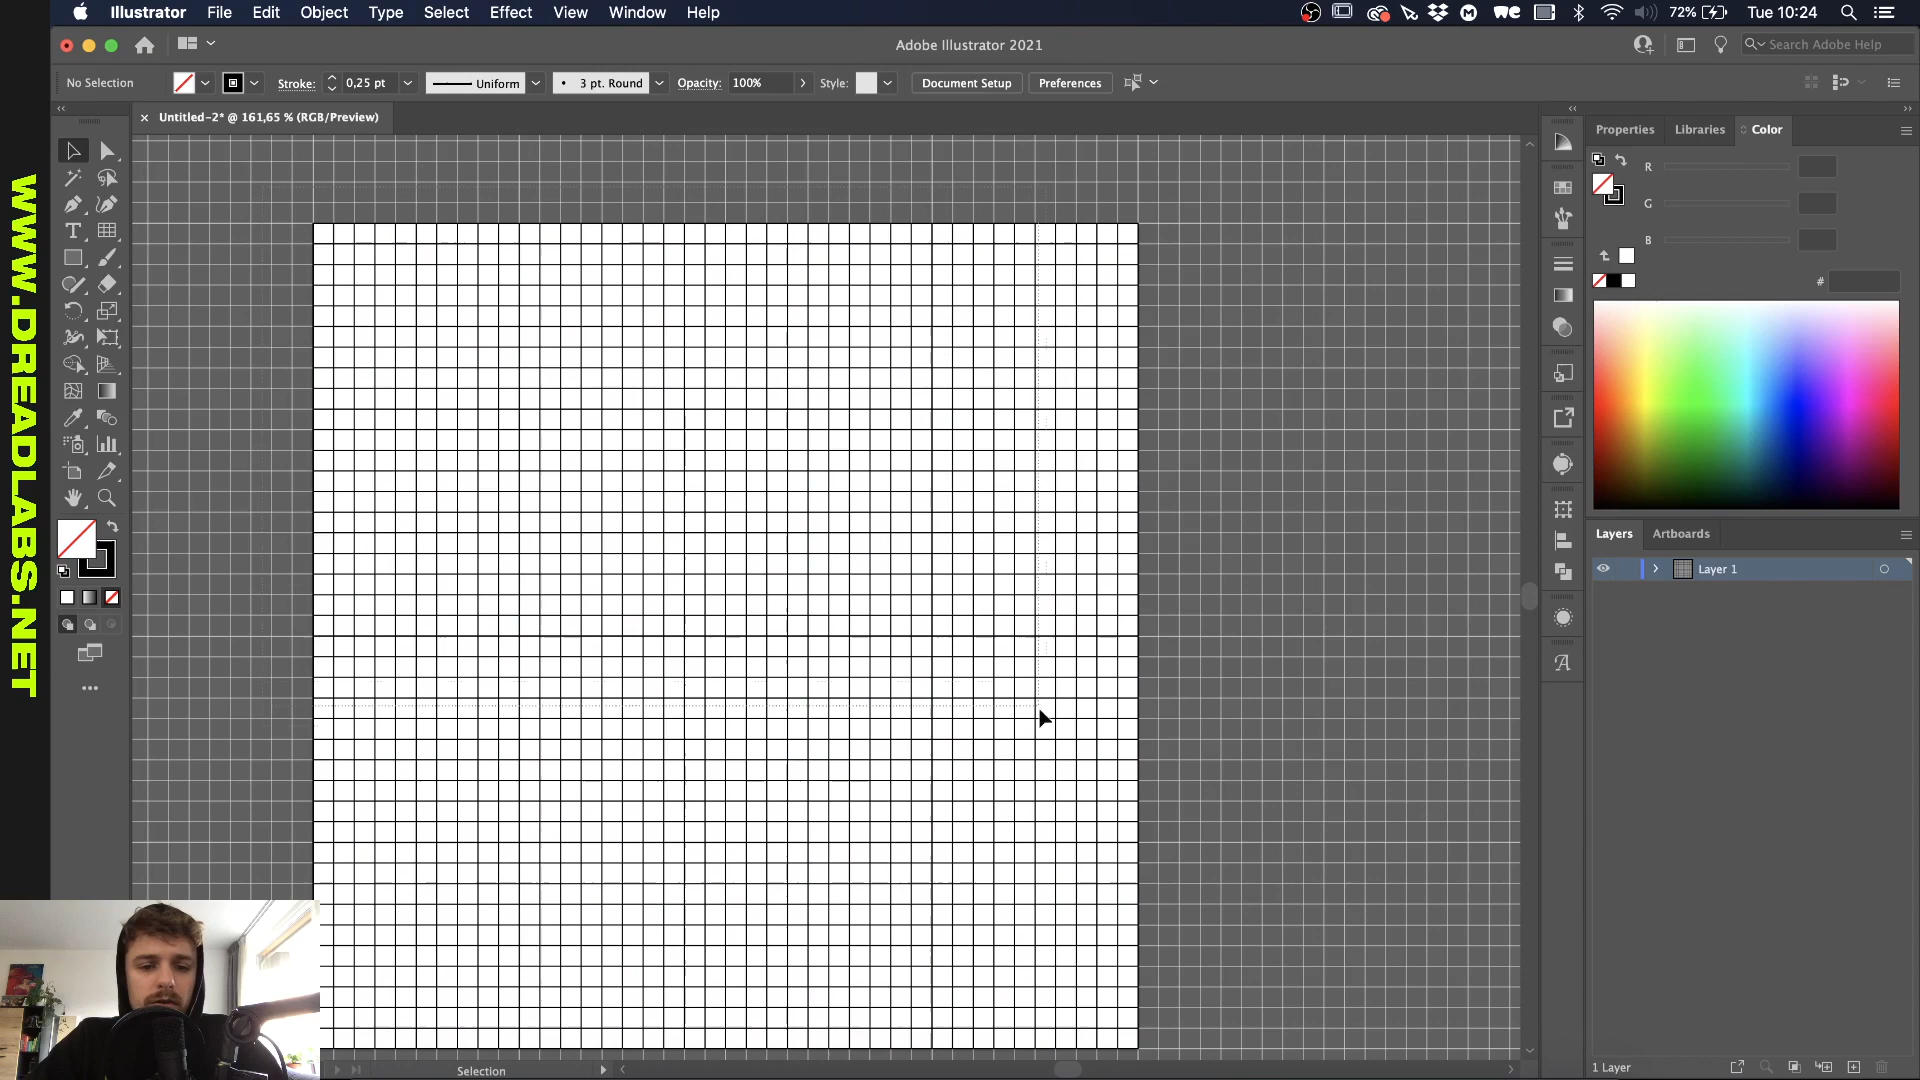 Illustrator File Edit Object Type Select Effect View Window Help
72% Tue 10:24
Adobe Illustrator 2021
Search Adobe Help
No Selection Stroke: 0,25 pt Uniform 3 pt. Round Opacity: 100% Style: Document Setup Preferences
Untitled-2* @ 161,65 % (RGB/Preview)
Properties Libraries Color
R
G
B
#
Layers Artboards
Layer 1
1 Layer
Selection
WWW.DREADLABS.NET